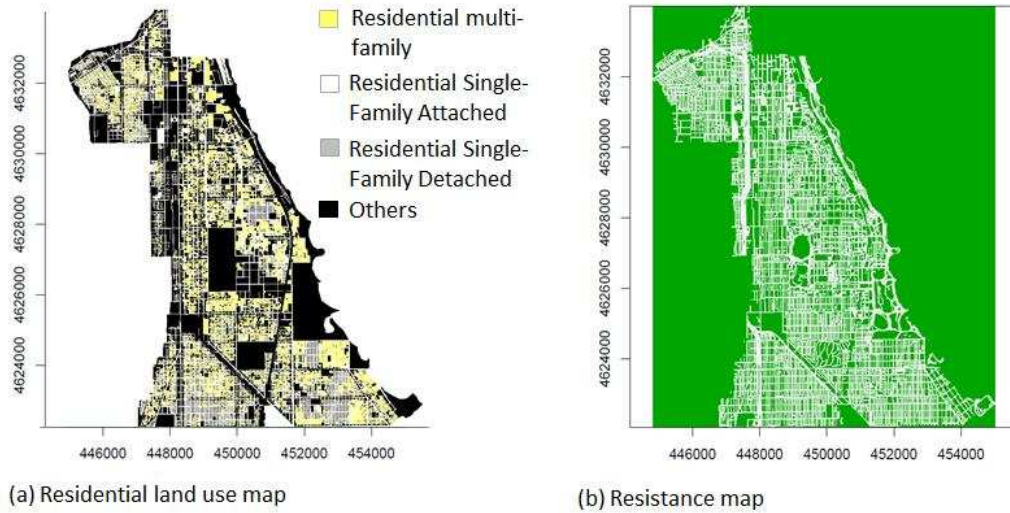 Residential multi-
family
Residential Single-
Family Attached
Residential Single-
Family Detached
Others
4632000
4630000
4628000
4626000
4624000
446000 448000 450000 452000 454000
(a) Residential land use map
4632000
4630000
4628000
4626000
4624000
446000 448000 450000 452000 454000
(b) Resistance map